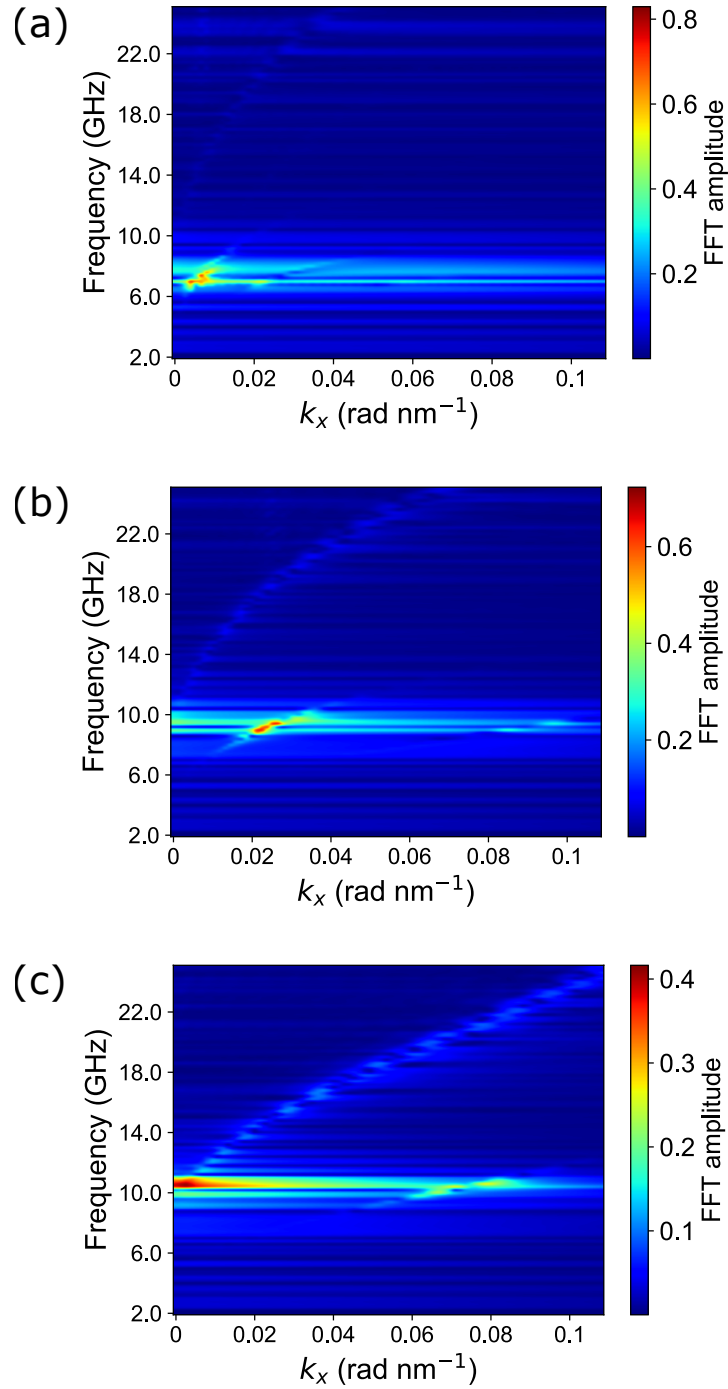 (a)
22.0
18.0
14.0
10.0
6.0
2.0
Frequency (GHz)
0 0.02 0.04 0.06 0.08 0.1
kₓ (rad nm⁻¹)
0.8
0.6
0.4
0.2
FFT amplitude
(b)
22.0
18.0
14.0
10.0
6.0
2.0
Frequency (GHz)
0 0.02 0.04 0.06 0.08 0.1
kₓ (rad nm⁻¹)
0.6
0.4
0.2
FFT amplitude
(c)
22.0
18.0
14.0
10.0
6.0
2.0
Frequency (GHz)
0 0.02 0.04 0.06 0.08 0.1
kₓ (rad nm⁻¹)
0.4
0.3
0.2
0.1
FFT amplitude